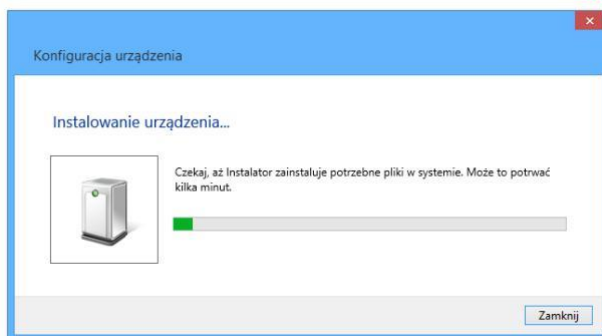 Konfiguracja urządzenia
Instalowanie urządzenia...
Czekaj, aż Instalator zainstaluje potrzebne pliki w systemie. Może to potrwać
kilka minut.
Zamknij